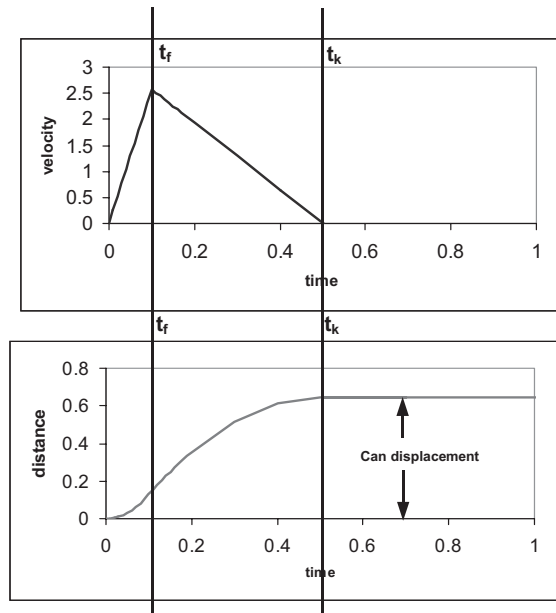 t_f t_k
3
2.5
2
1.5
1
0.5
0
velocity
0 0.2 0.4 0.6 0.8 1
time
t_f t_k
0.8
0.6
0.4
0.2
0
distance
Can displacement
0 0.2 0.4 0.6 0.8 1
time